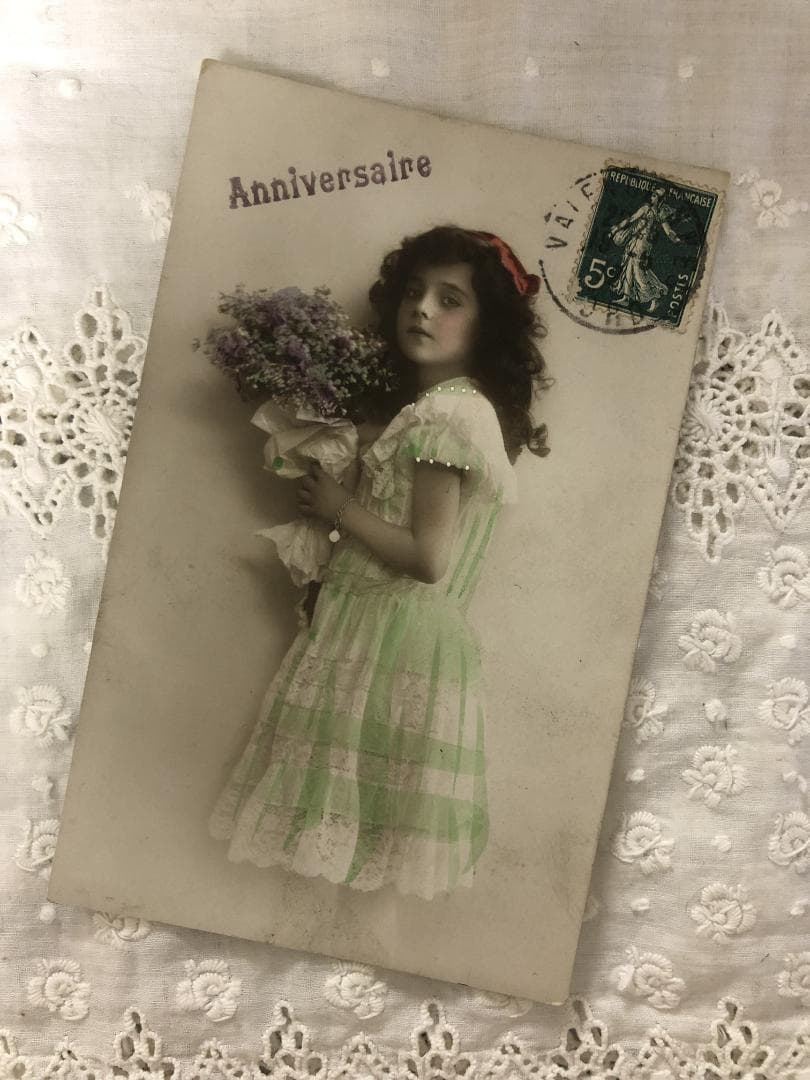 Anniversaire
REPUBLIQUE FRANÇAISE
5c
POSTES